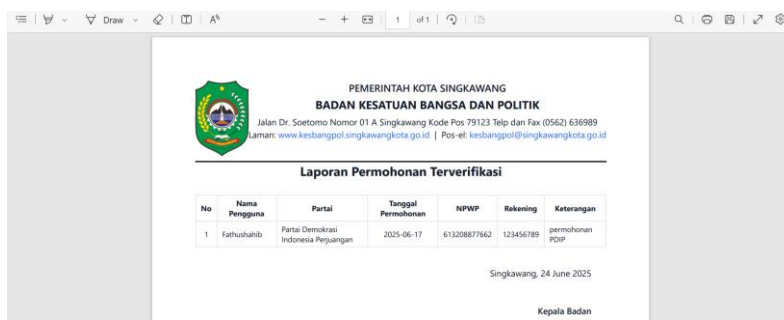 Draw
1 of 1
PEMERINTAH KOTA SINGKAWANG
BADAN KESATUAN BANGSA DAN POLITIK
Jalan Dr. Soetomo Nomor 01 A Singkawang Kode Pos 79123 Telp dan Fax (0562) 636989
Laman: www.kesbangpol.singkawangkota.go.id | Pos-el: kesbangpol@singkawangkota.go.id
Laporan Permohonan Terverifikasi
No Nama Pengguna Partai Tanggal Permohonan NPWP Rekening Keterangan
1 Fathushahib Partai Demokrasi Indonesia Perjuangan 2025-06-17 613208877662 123456789 permohonan PDIP
Singkawang, 24 June 2025
Kepala Badan